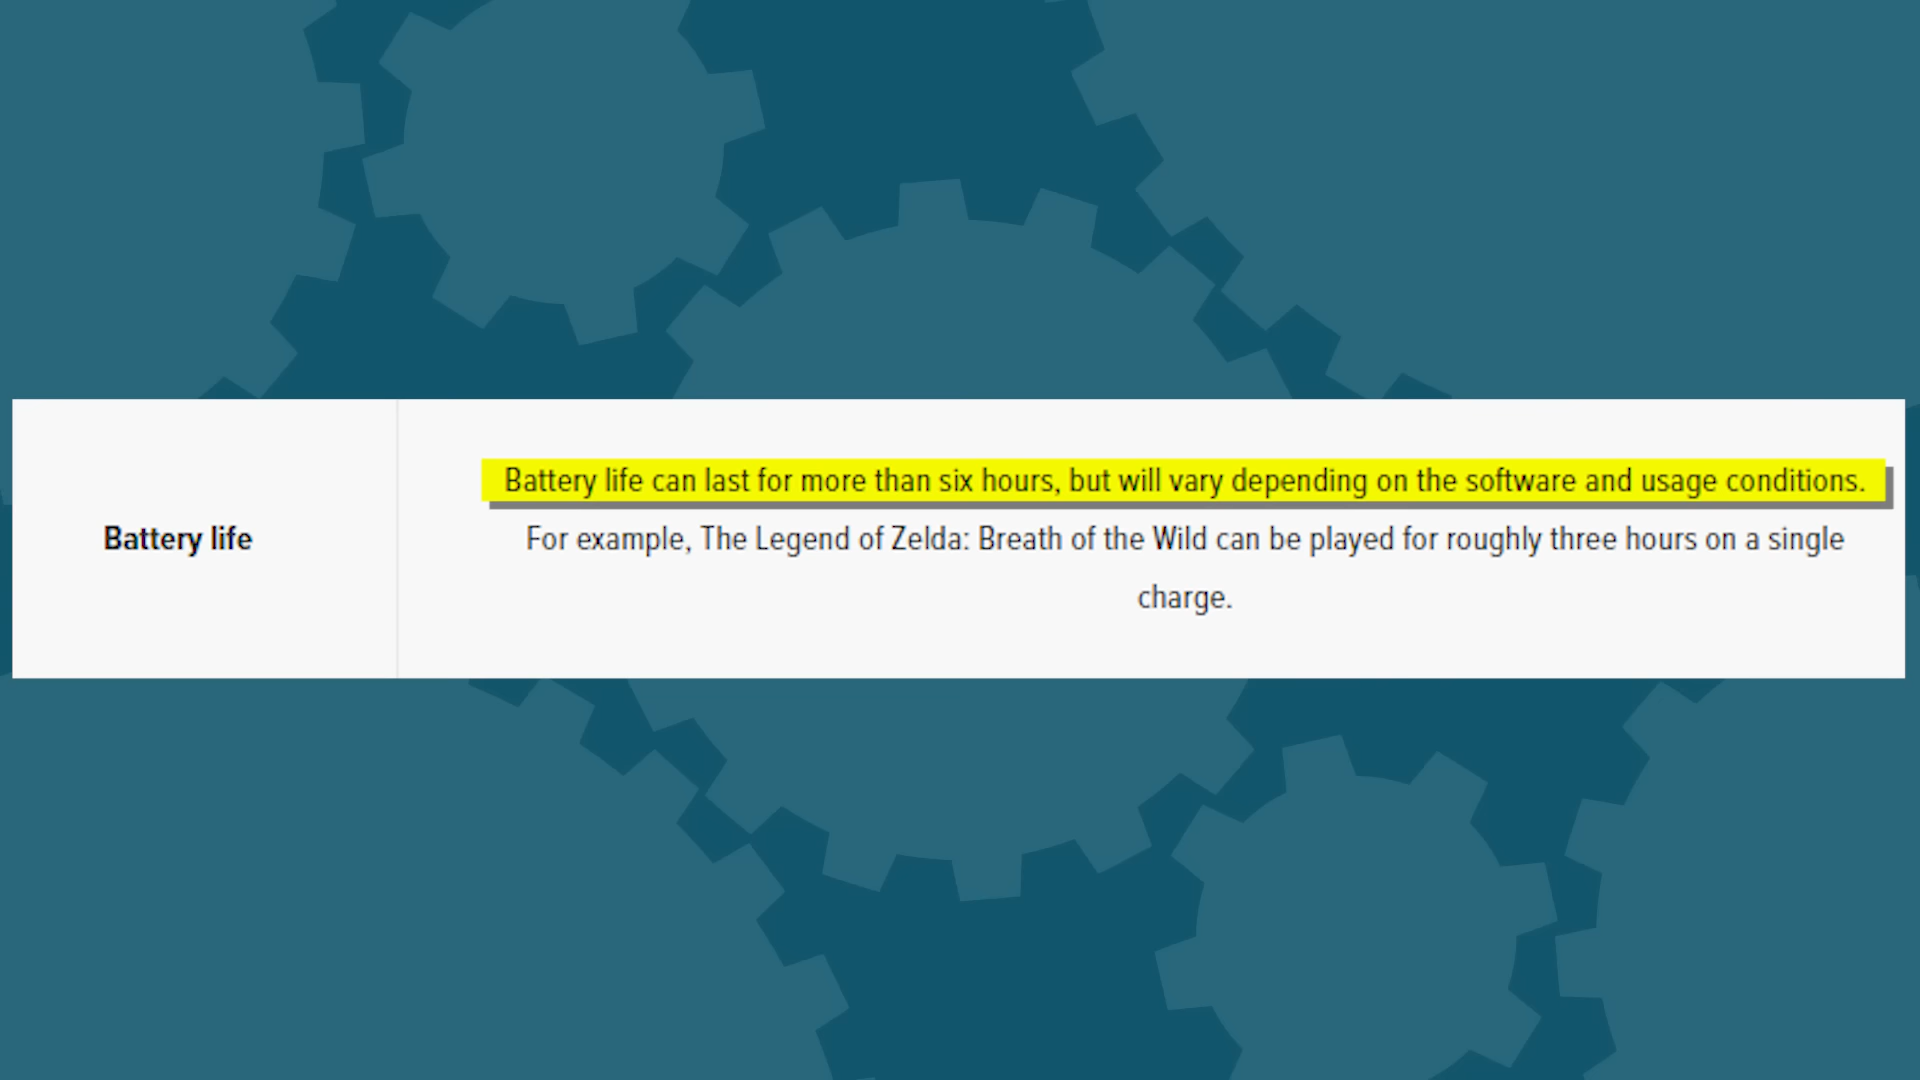 Battery life
Battery life can last for more than six hours, but will vary depending on the software and usage conditions.
For example, The Legend of Zelda: Breath of the Wild can be played for roughly three hours on a single
charge.